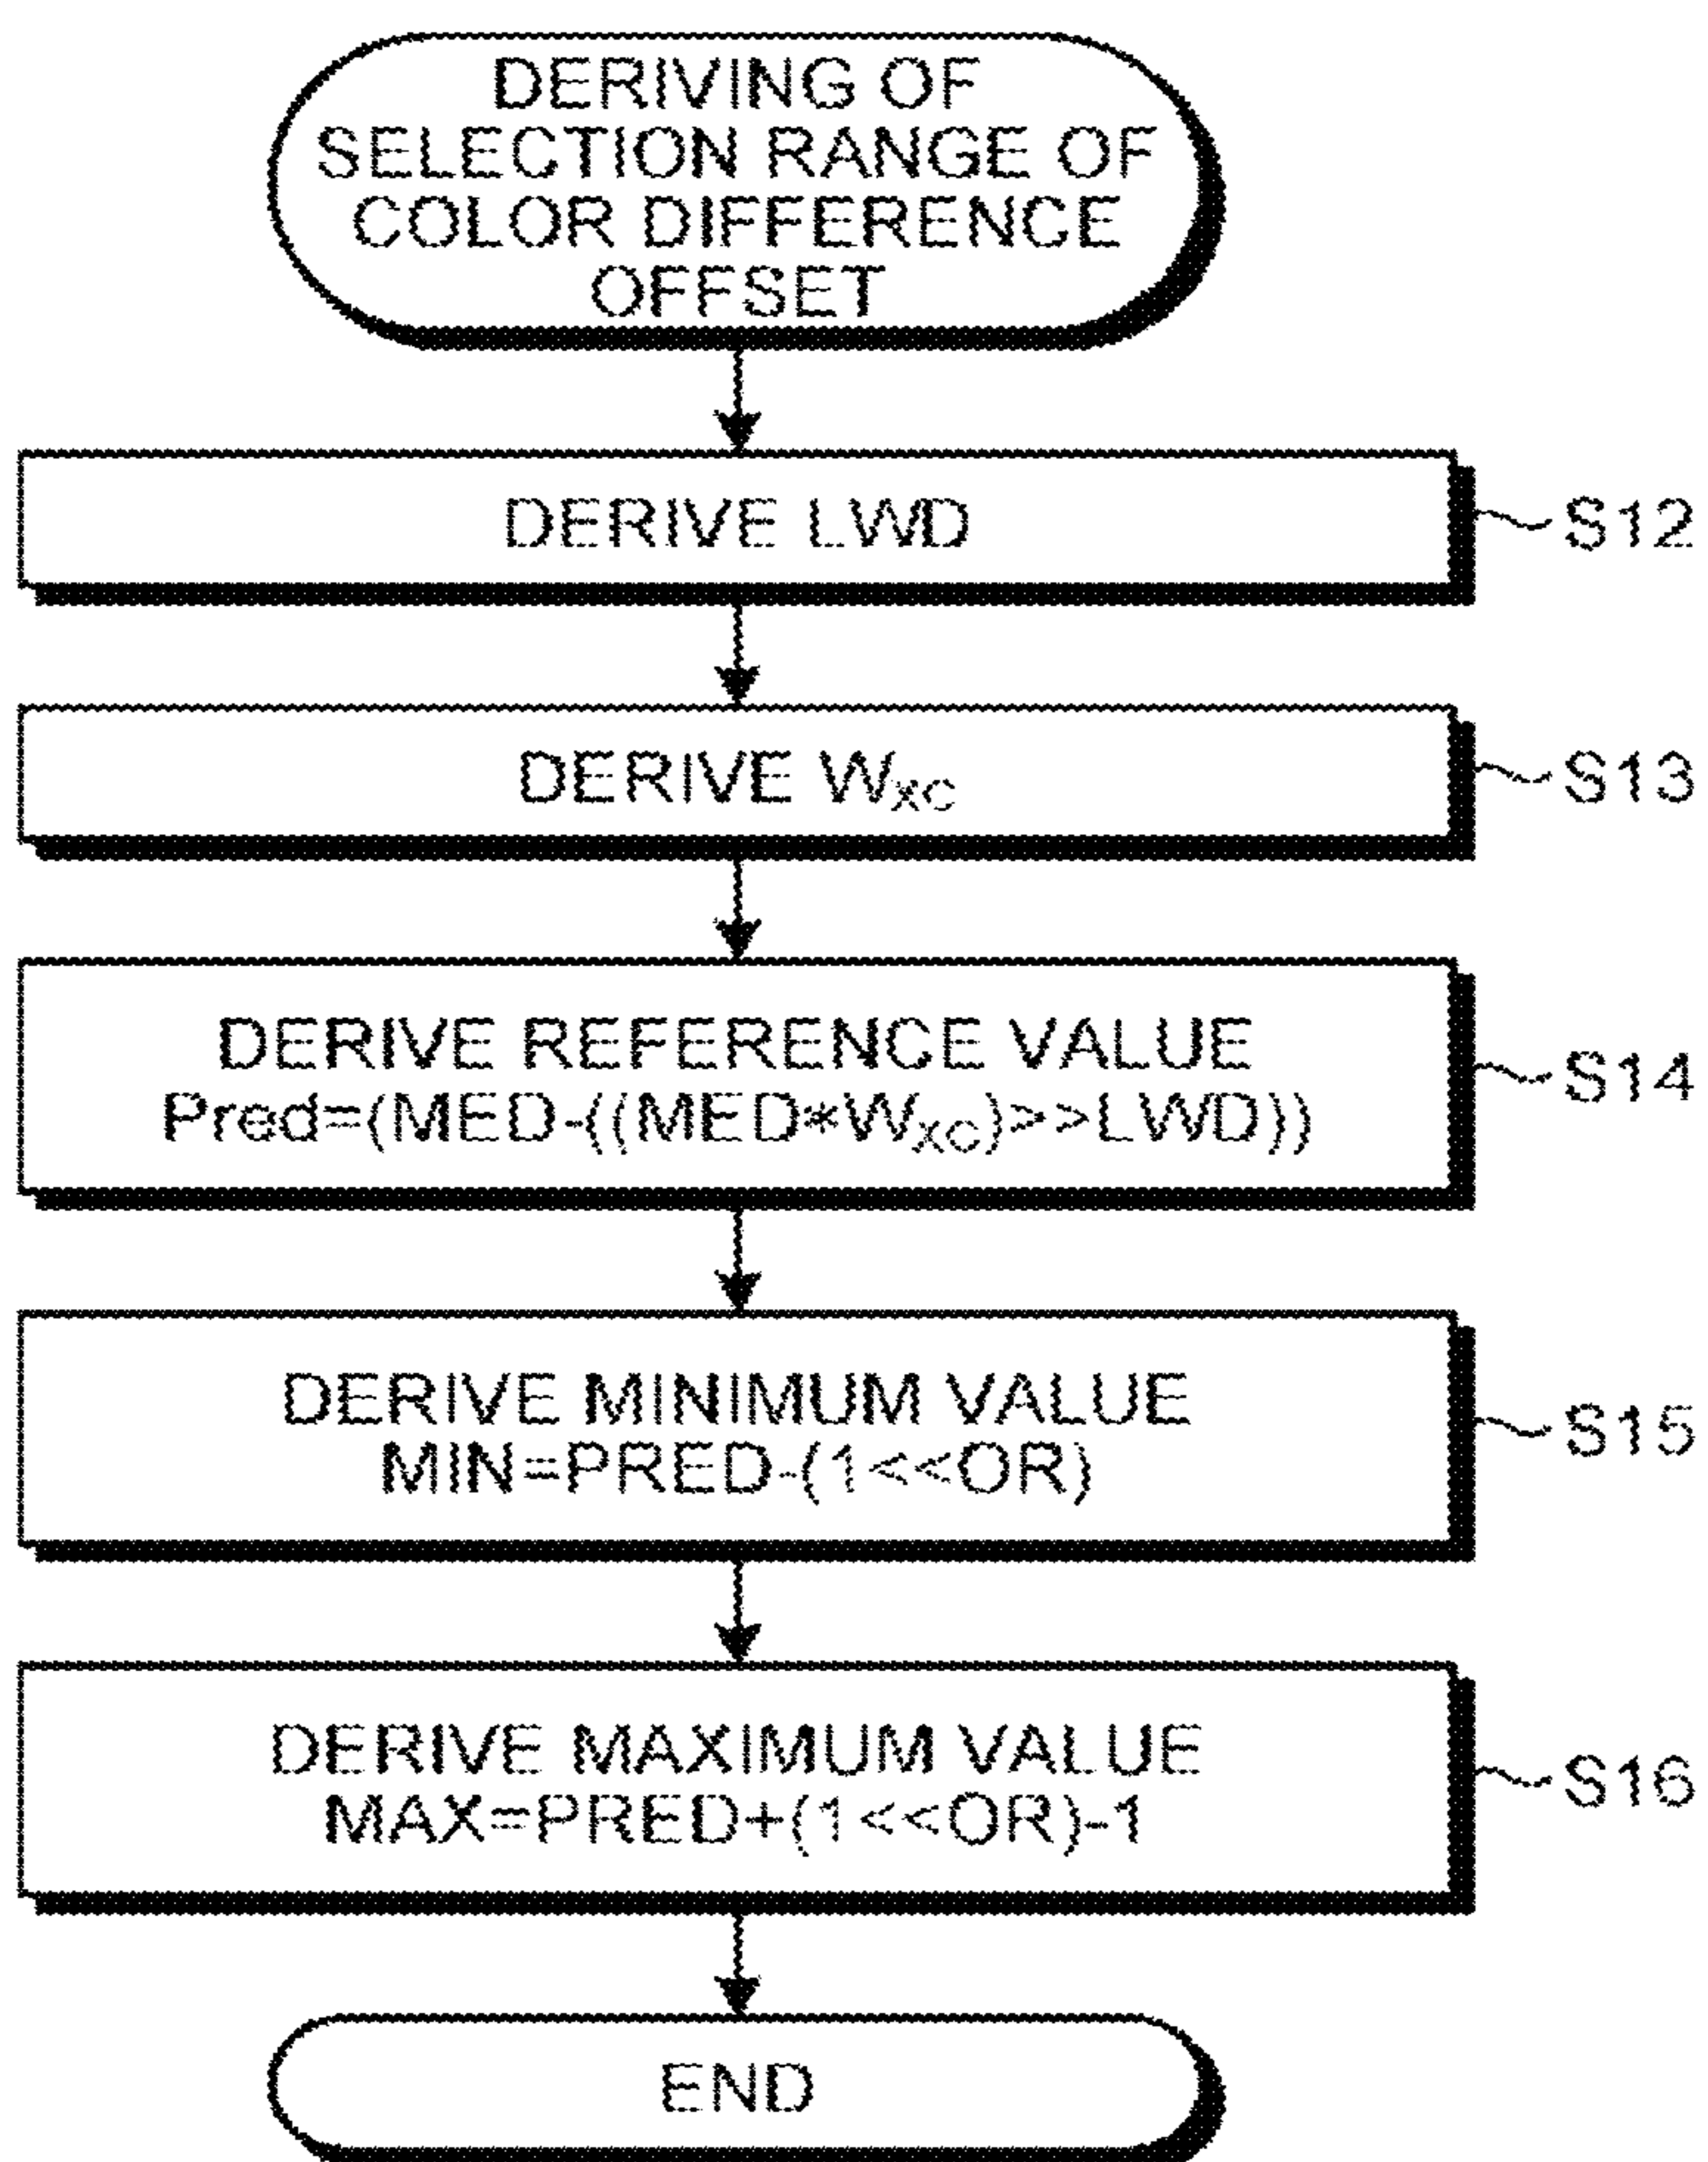 DERIVING OF
SELECTION RANGE OF
COLOR DIFFERENCE
OFFSET
DERIVE LWD
S12
DERIVE Wxc
S13
DERIVE REFERENCE VALUE
Pred=(MED-((MED*Wxc)>>LWD))
S14
DERIVE MINIMUM VALUE
MIN=PRED-(1<<OR)
S15
DERIVE MAXIMUM VALUE
MAX=PRED+(1<<OR)-1
S16
END